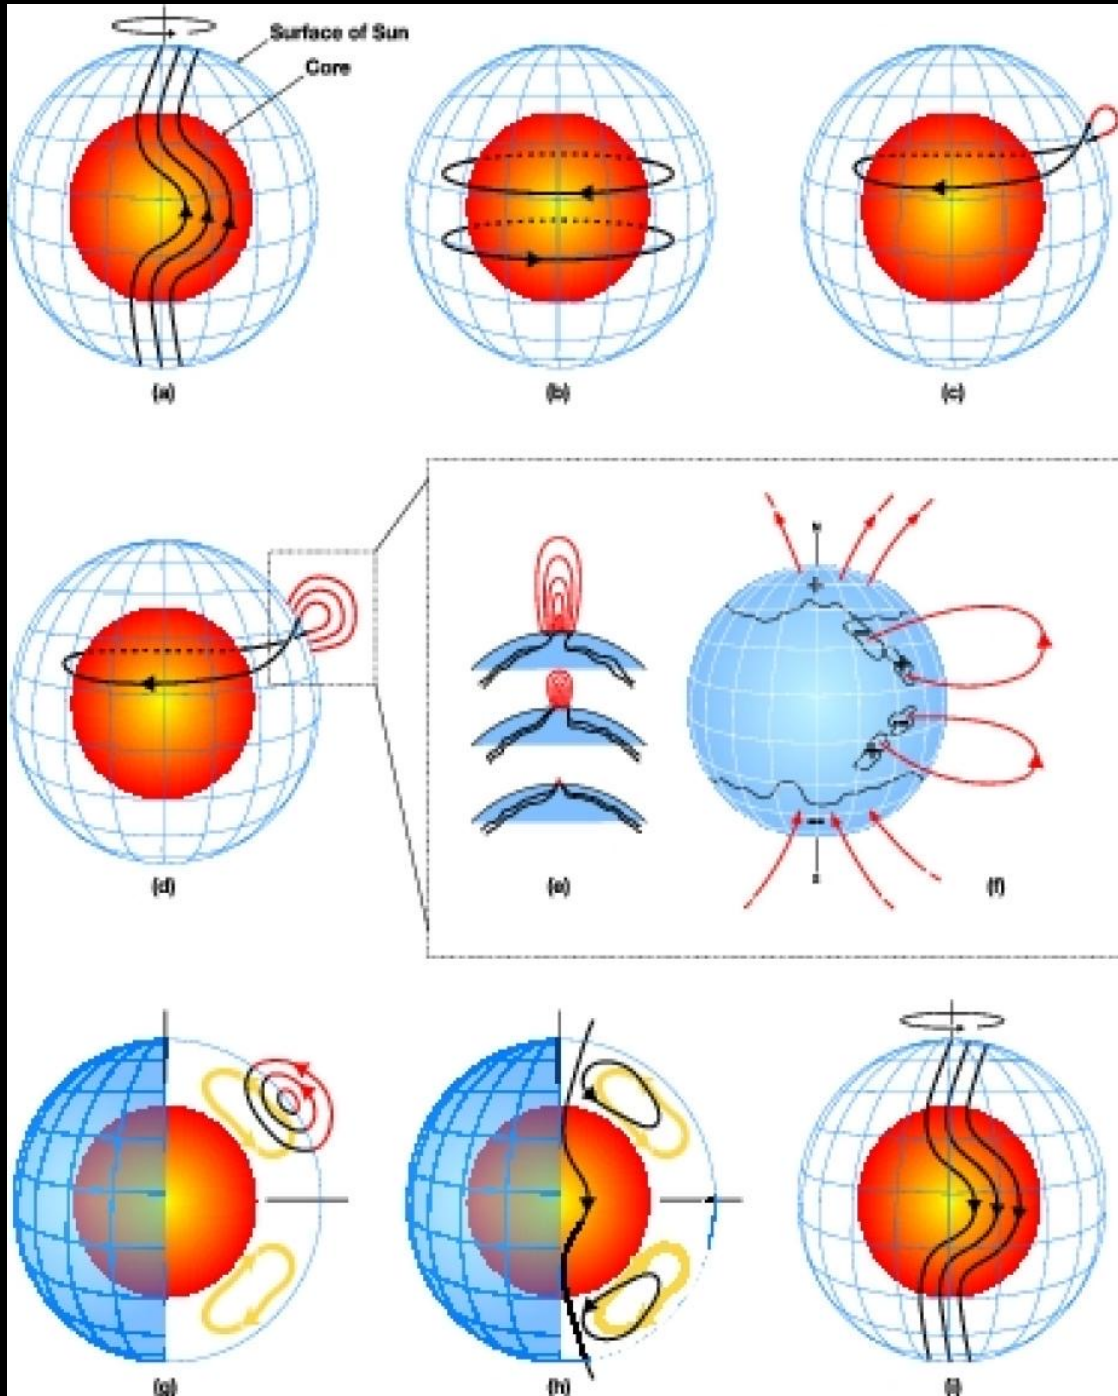 Surface of Sun
Core
(a)
(b)
(c)
N
+
--
S
(d)
(e)
(f)
(g)
(h)
(i)